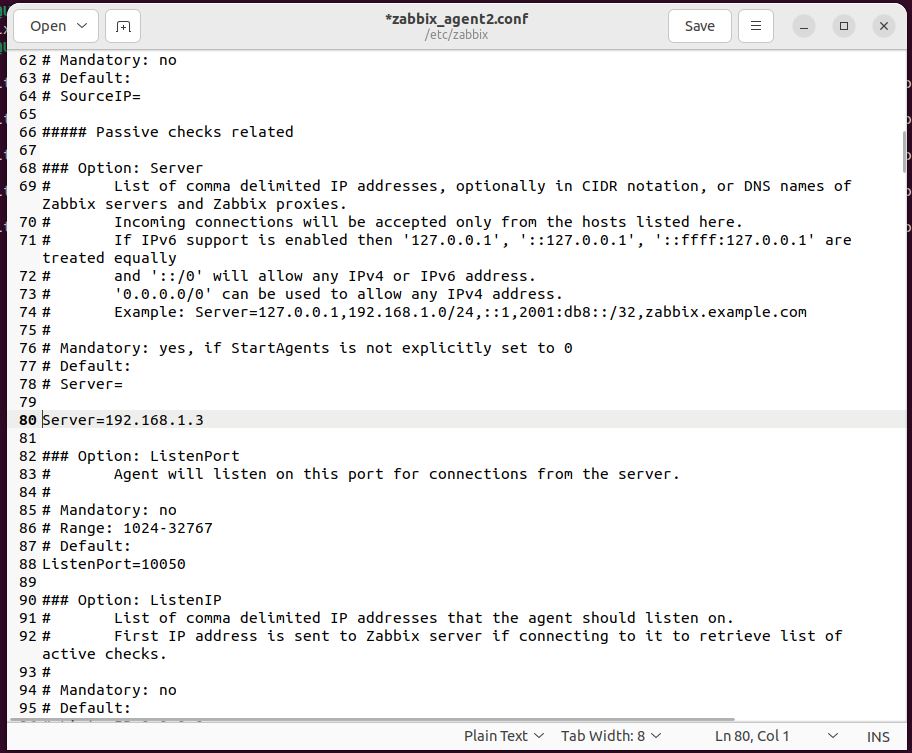 Open
*zabbix_agent2.conf
/etc/zabbix
Save
62 # Mandatory: no
63 # Default:
64 # SourceIP=
65
66 ##### Passive checks related
67
68 ### Option: Server
69 #       List of comma delimited IP addresses, optionally in CIDR notation, or DNS names of
Zabbix servers and Zabbix proxies.
70 #       Incoming connections will be accepted only from the hosts listed here.
71 #       If IPv6 support is enabled then '127.0.0.1', '::127.0.0.1', '::ffff:127.0.0.1' are
treated equally
72 #       and '::/0' will allow any IPv4 or IPv6 address.
73 #       '0.0.0.0/0' can be used to allow any IPv4 address.
74 #       Example: Server=127.0.0.1,192.168.1.0/24,::1,2001:db8::/32,zabbix.example.com
75 #
76 # Mandatory: yes, if StartAgents is not explicitly set to 0
77 # Default:
78 # Server=
79
80 Server=192.168.1.3
81
82 ### Option: ListenPort
83 #       Agent will listen on this port for connections from the server.
84 #
85 # Mandatory: no
86 # Range: 1024-32767
87 # Default:
88 ListenPort=10050
89
90 ### Option: ListenIP
91 #       List of comma delimited IP addresses that the agent should listen on.
92 #       First IP address is sent to Zabbix server if connecting to it to retrieve list of
active checks.
93 #
94 # Mandatory: no
95 # Default:
Plain Text
Tab Width: 8
Ln 80, Col 1
INS